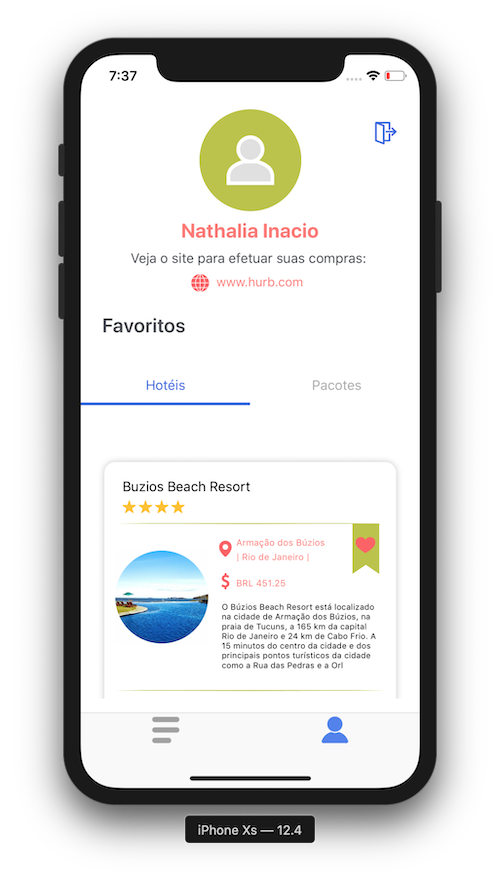 7:37
Nathalia Inacio
Veja o site para efetuar suas compras:
www.hurb.com
Favoritos
Hotéis
Pacotes
Buzios Beach Resort
Armação dos Búzios
| Rio de Janeiro |
BRL 451.25
O Búzios Beach Resort está localizado
na cidade de Armação dos Búzios, na
praia de Tucuns, a 165 km da capital
Rio de Janeiro e 24 km de Cabo Frio. A
15 minutos do centro da cidade e dos
principais pontos turísticos da cidade
como a Rua das Pedras e a Orl
iPhone Xs — 12.4